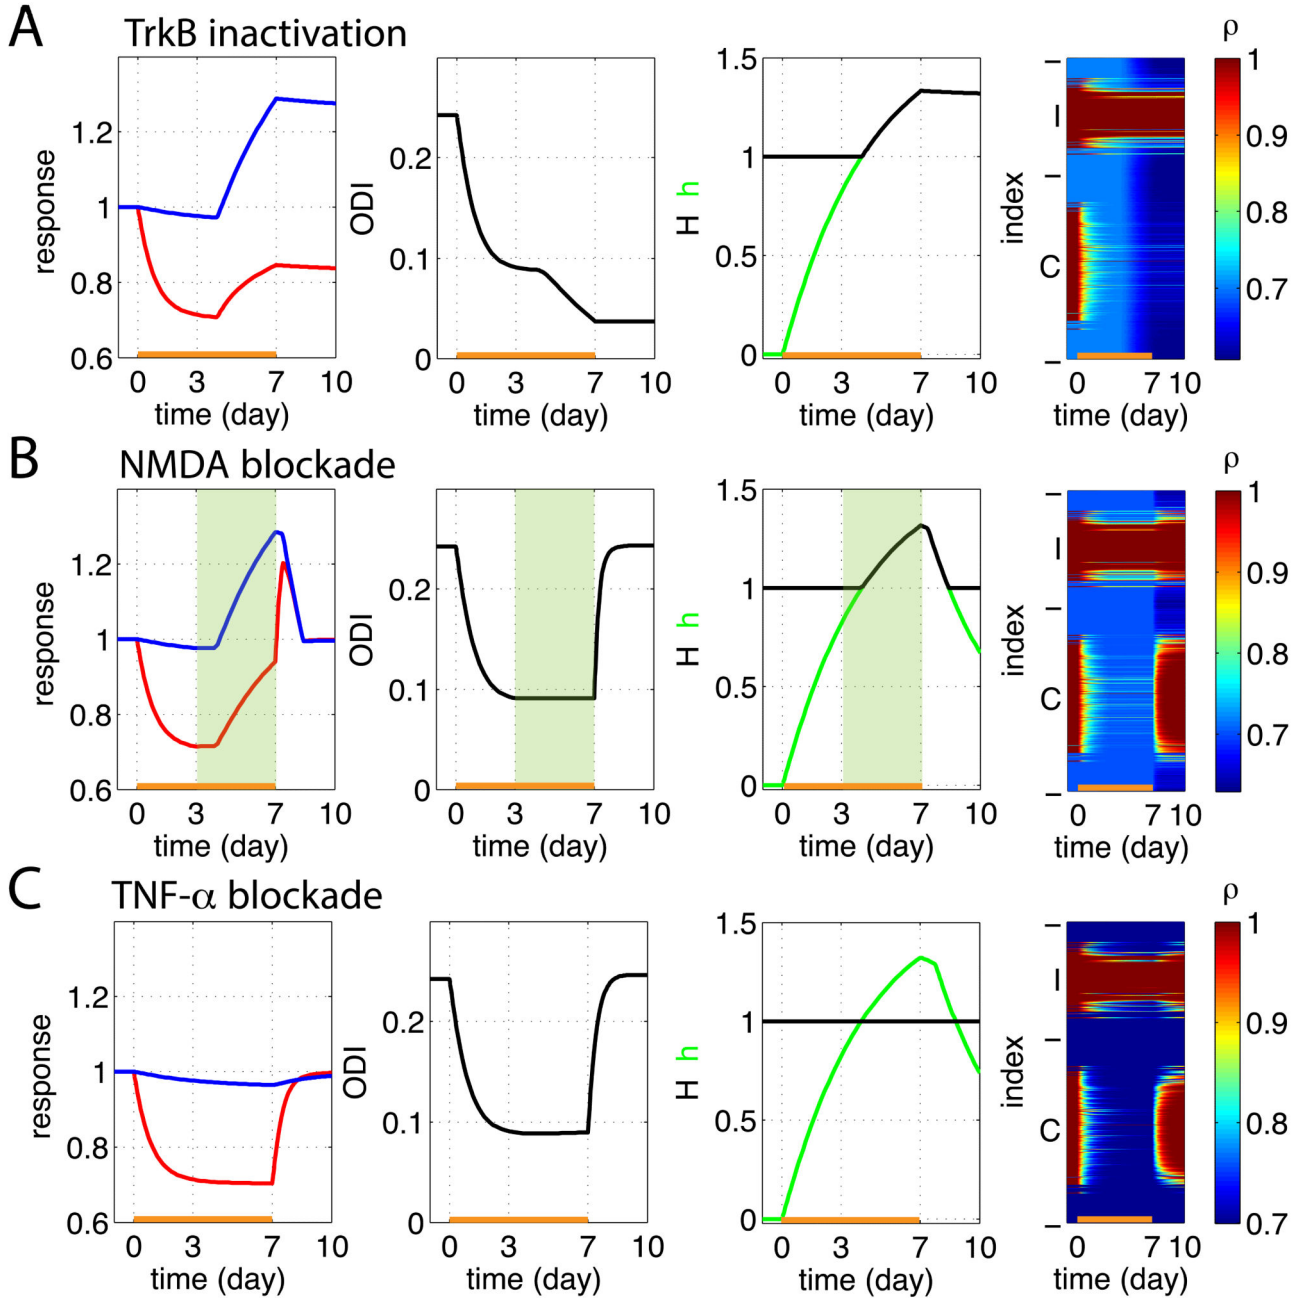 A TrkB inactivation
response
1.2
1
0.8
0.6
0 3 7 10
time (day)
ODI
0.2
0.1
0
0 3 7 10
time (day)
H h
1.5
1
0.5
0
0 3 7 10
time (day)
index
I
C
0 7 10
time (day)
ρ
1
0.9
0.8
0.7
B NMDA blockade
response
1.2
1
0.8
0.6
0 3 7 10
time (day)
ODI
0.2
0.1
0
0 3 7 10
time (day)
H h
1.5
1
0.5
0
0 3 7 10
time (day)
index
I
C
0 7 10
time (day)
ρ
1
0.9
0.8
0.7
C TNF-α blockade
response
1.2
1
0.8
0.6
0 3 7 10
time (day)
ODI
0.2
0.1
0
0 3 7 10
time (day)
H h
1.5
1
0.5
0
0 3 7 10
time (day)
index
I
C
0 7 10
time (day)
ρ
1
0.9
0.8
0.7